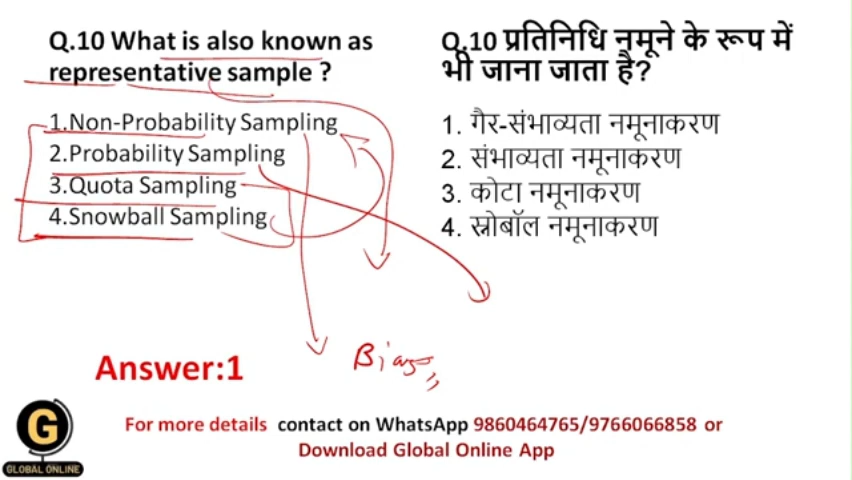 Q.10 What is also known as
representative sample ?
1.Non-Probability Sampling
2.Probability Sampling
3.Quota Sampling
4.Snowball Sampling
Q.10 प्रतिनिधि नमूने के रूप में
भी जाना जाता है?
1. गैर-संभाव्यता नमूनाकरण
2. संभाव्यता नमूनाकरण
3. कोटा नमूनाकरण
4. स्नोबॉल नमूनाकरण
Answer:1
G
GLOBAL ONLINE
For more details contact on WhatsApp 9860464765/9766066858 or
Download Global Online App